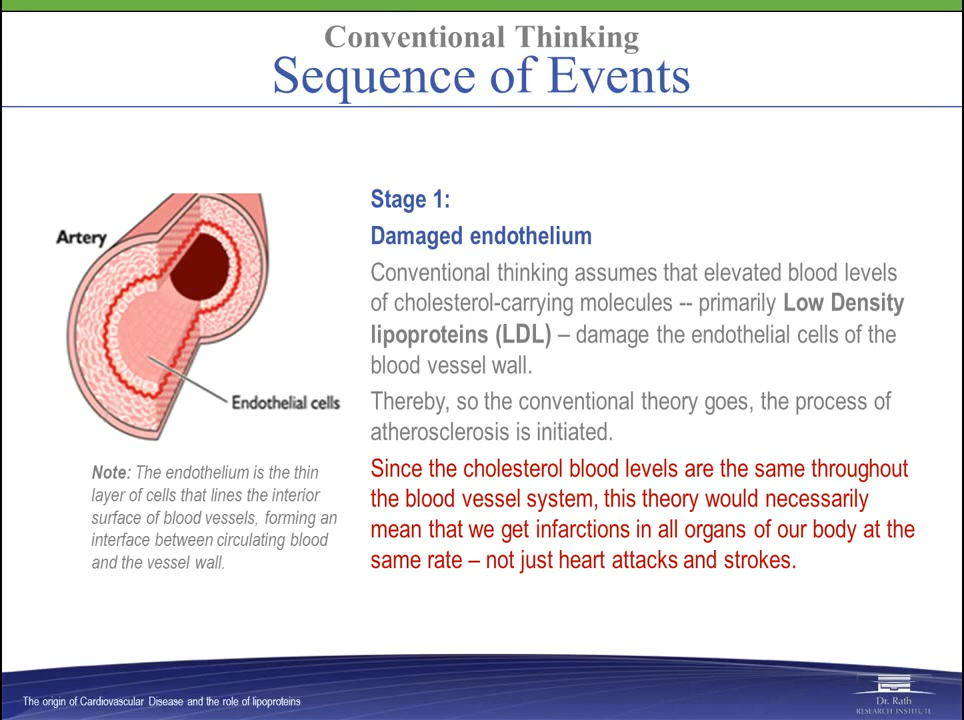 Conventional Thinking
Sequence of Events
Artery
Endothelial cells
Note: The endothelium is the thin
layer of cells that lines the interior
surface of blood vessels, forming an
interface between circulating blood
and the vessel wall.
Stage 1:
Damaged endothelium
Conventional thinking assumes that elevated blood levels
of cholesterol-carrying molecules -- primarily Low Density
lipoproteins (LDL) – damage the endothelial cells of the
blood vessel wall.
Thereby, so the conventional theory goes, the process of
atherosclerosis is initiated.
Since the cholesterol blood levels are the same throughout
the blood vessel system, this theory would necessarily
mean that we get infarctions in all organs of our body at the
same rate – not just heart attacks and strokes.
The origin of Cardiovascular Disease and the role of lipoproteins
Dr. Rath
RESEARCH INSTITUTE